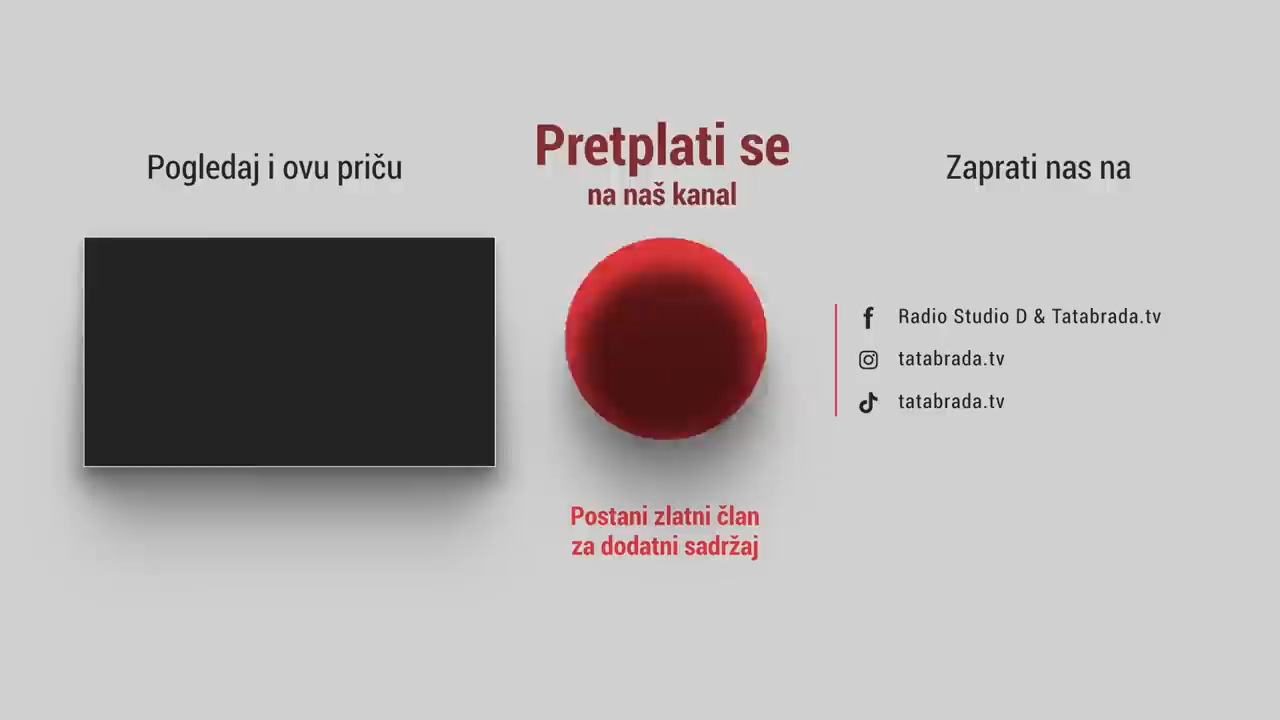 Pogledaj i ovu priču
Pretplati se
na naš kanal
Postani zlatni član
za dodatni sadržaj
Zaprati nas na
Radio Studio D & Tatabrada.tv
tatabrada.tv
tatabrada.tv